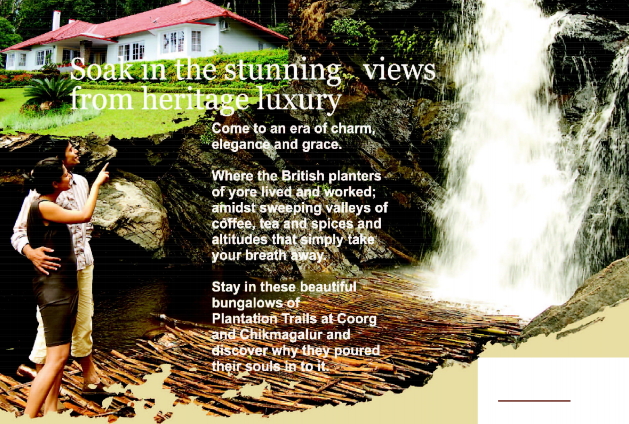 Soak in the stunning views
from heritage luxury
Come to an era of charm,
elegance and grace.
Where the British planters
of yore lived and worked;
amidst sweeping valleys of
coffee, tea and spices and
altitudes that simply take
your breath away.
Stay in these beautiful
bungalows of
Plantation Trails at Coorg
and Chikmagalur and
discover why they poured
their souls in to it.